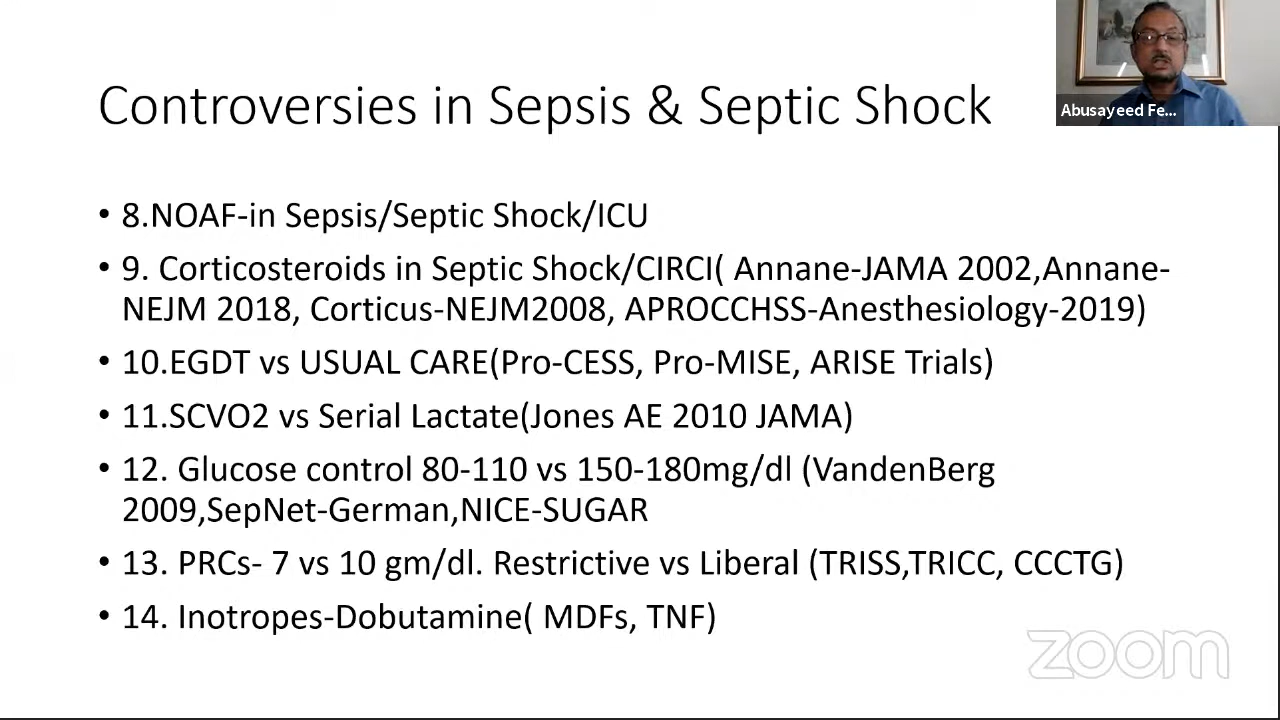 Controversies in Sepsis & Septic Shock
Abusayeed Fe...
• 8.NOAF-in Sepsis/Septic Shock/ICU
• 9. Corticosteroids in Septic Shock/CIRCI( Annane-JAMA 2002,Annane-
NEJM 2018, Corticus-NEJM2008, APROCCHSS-Anesthesiology-2019)
• 10.EGDT vs USUAL CARE(Pro-CESS, Pro-MISE, ARISE Trials)
• 11.SCVO2 vs Serial Lactate(Jones AE 2010 JAMA)
• 12. Glucose control 80-110 vs 150-180mg/dl (VandenBerg
2009,SepNet-German,NICE-SUGAR
• 13. PRCs- 7 vs 10 gm/dl. Restrictive vs Liberal (TRISS,TRICC, CCCTG)
• 14. Inotropes-Dobutamine( MDFs, TNF)
zoom